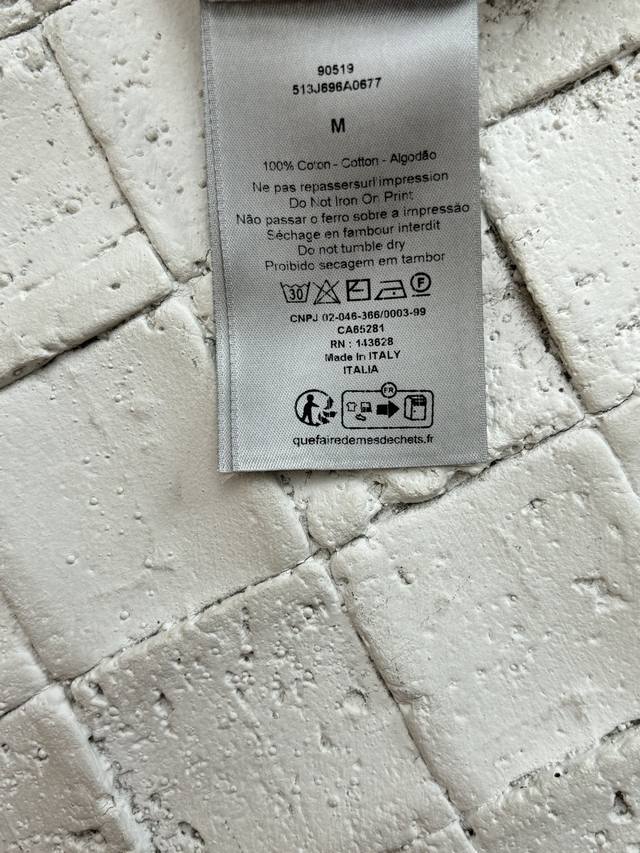 90519
513J696A0677
M
100% Coton - Cotton - Algodão
Ne pas repassersurl'impression
Do Not Iron On Print
Não passar o ferro sobre a impressão
Séchage en fambour interdit
Do not tumble dry
Proibido secagem em tambor
30 F
CNPJ 02-046-366/0003-99
CA65281
RN : 143628
Made In ITALY
ITALIA
FR
quefairedemesdechets.fr